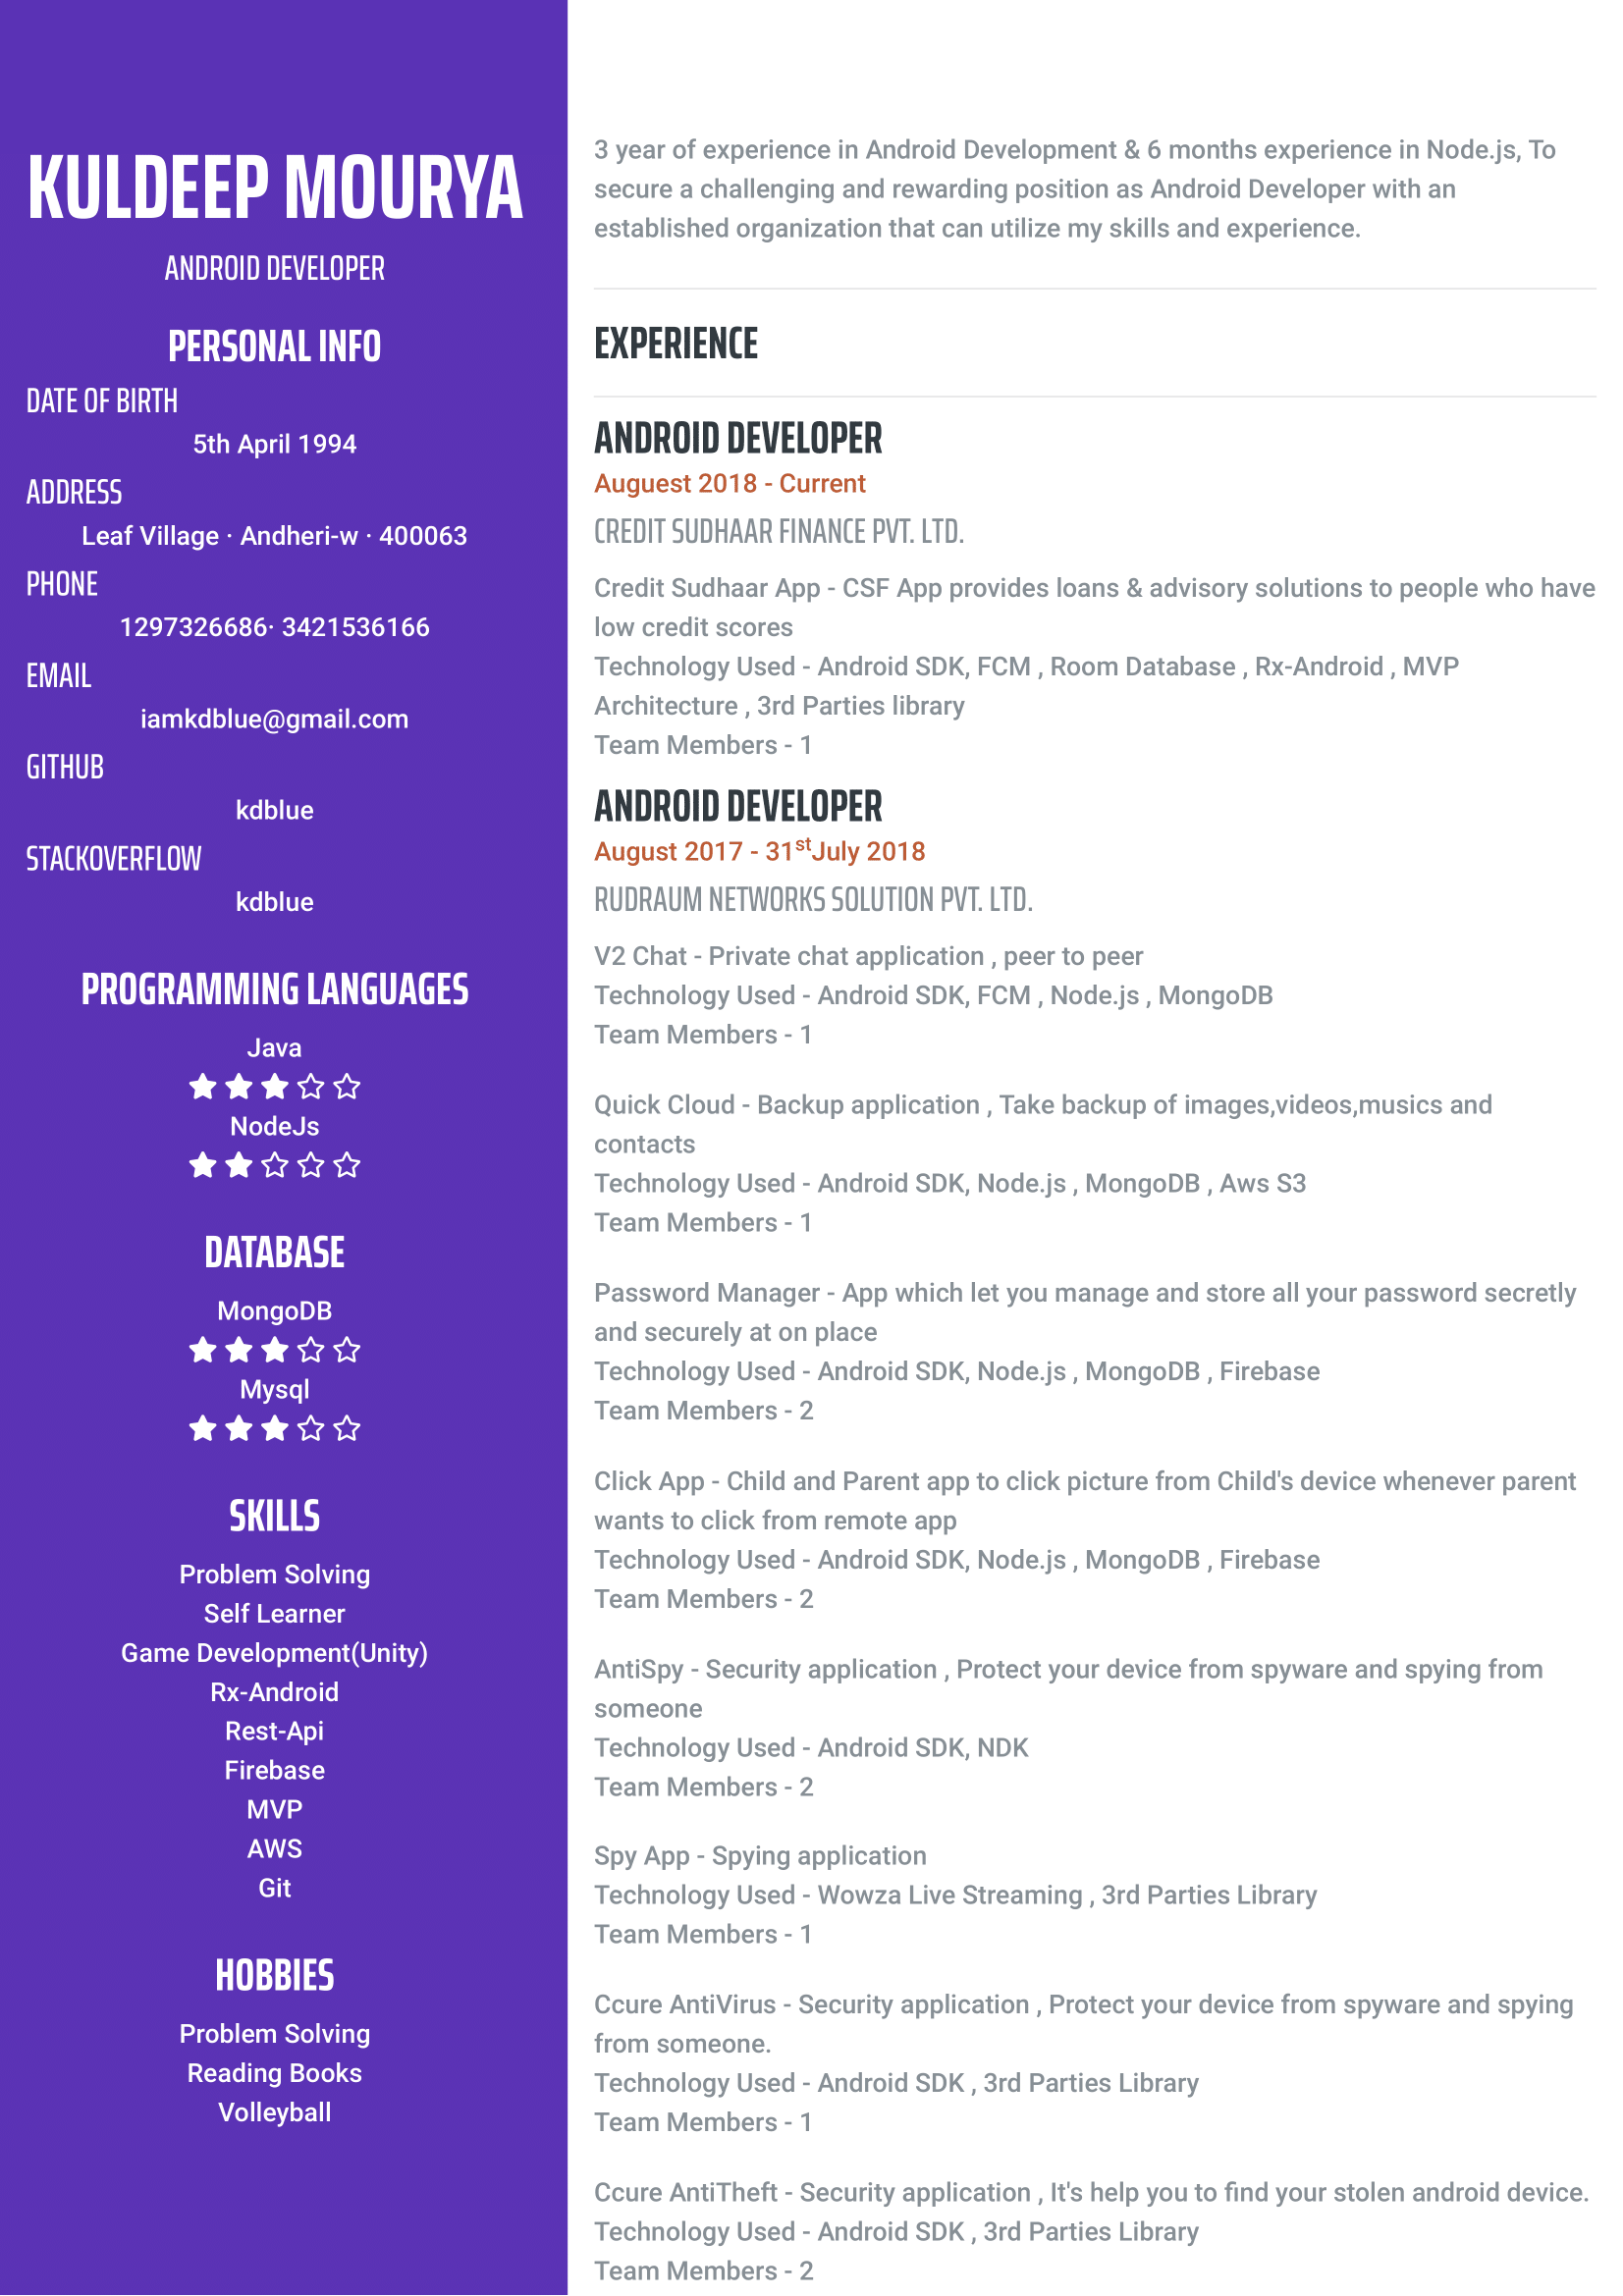 KULDEEP MOURYA
ANDROID DEVELOPER
PERSONAL INFO
DATE OF BIRTH
5th April 1994
ADDRESS
Leaf Village · Andheri-w · 400063
PHONE
1297326686· 3421536166
EMAIL
iamkdblue@gmail.com
GITHUB
kdblue
STACKOVERFLOW
kdblue
PROGRAMMING LANGUAGES
Java
NodeJs
DATABASE
MongoDB
Mysql
SKILLS
Problem Solving
Self Learner
Game Development(Unity)
Rx-Android
Rest-Api
Firebase
MVP
AWS
Git
HOBBIES
Problem Solving
Reading Books
Volleyball
3 year of experience in Android Development & 6 months experience in Node.js, To
secure a challenging and rewarding position as Android Developer with an
established organization that can utilize my skills and experience.
EXPERIENCE
ANDROID DEVELOPER
Auguest 2018 - Current
CREDIT SUDHAAR FINANCE PVT. LTD.
Credit Sudhaar App - CSF App provides loans & advisory solutions to people who have
low credit scores
Technology Used - Android SDK, FCM , Room Database , Rx-Android , MVP
Architecture , 3rd Parties library
Team Members - 1
ANDROID DEVELOPER
August 2017 - 31stJuly 2018
RUDRAUM NETWORKS SOLUTION PVT. LTD.
V2 Chat - Private chat application , peer to peer
Technology Used - Android SDK, FCM , Node.js , MongoDB
Team Members - 1
Quick Cloud - Backup application , Take backup of images,videos,musics and
contacts
Technology Used - Android SDK, Node.js , MongoDB , Aws S3
Team Members - 1
Password Manager - App which let you manage and store all your password secretly
and securely at on place
Technology Used - Android SDK, Node.js , MongoDB , Firebase
Team Members - 2
Click App - Child and Parent app to click picture from Child's device whenever parent
wants to click from remote app
Technology Used - Android SDK, Node.js , MongoDB , Firebase
Team Members - 2
AntiSpy - Security application , Protect your device from spyware and spying from
someone
Technology Used - Android SDK, NDK
Team Members - 2
Spy App - Spying application
Technology Used - Wowza Live Streaming , 3rd Parties Library
Team Members - 1
Ccure AntiVirus - Security application , Protect your device from spyware and spying
from someone.
Technology Used - Android SDK , 3rd Parties Library
Team Members - 1
Ccure AntiTheft - Security application , It's help you to find your stolen android device.
Technology Used - Android SDK , 3rd Parties Library
Team Members - 2